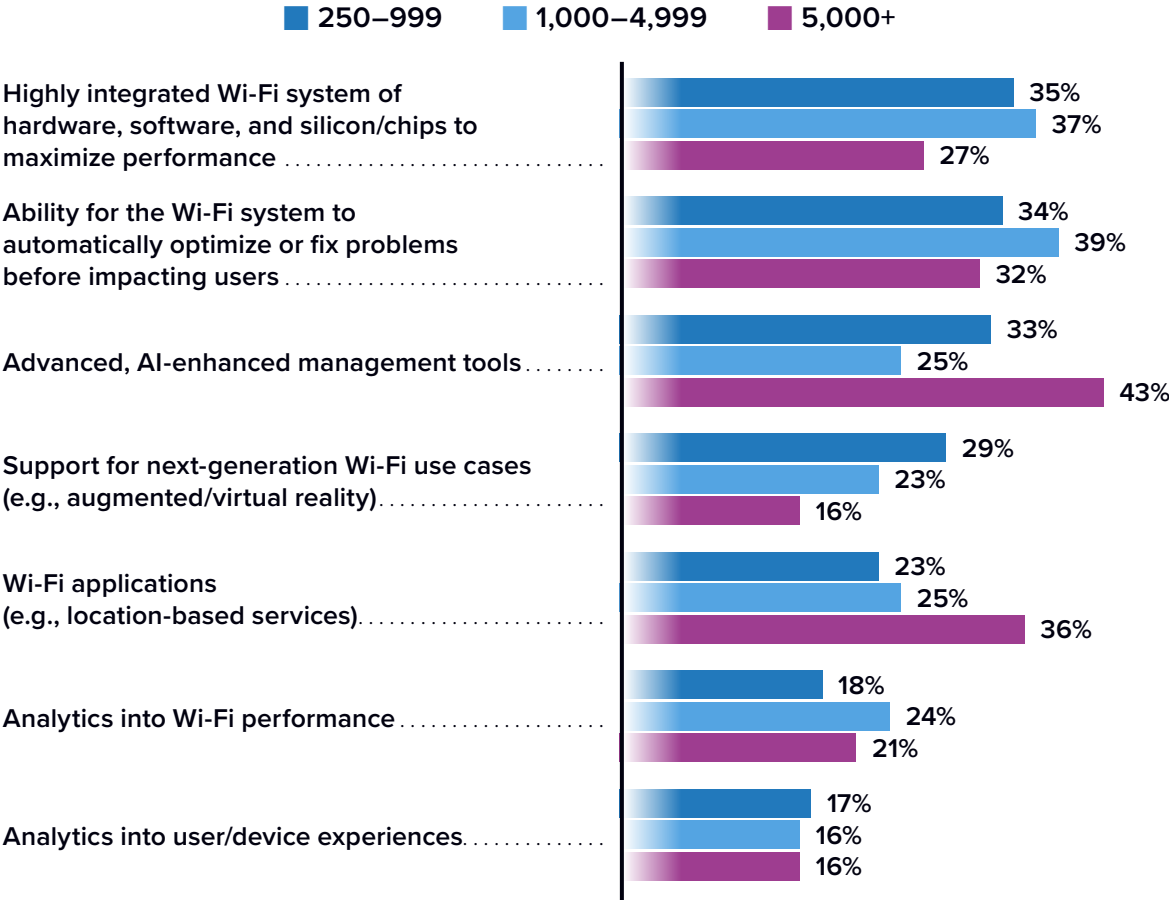 250–999 1,000–4,999 5,000+
Highly integrated Wi-Fi system of
hardware, software, and silicon/chips to
maximize performance
35%
37%
27%
Ability for the Wi-Fi system to
automatically optimize or fix problems
before impacting users
34%
39%
32%
Advanced, AI-enhanced management tools
33%
25%
43%
Support for next-generation Wi-Fi use cases
(e.g., augmented/virtual reality)
29%
23%
16%
Wi-Fi applications
(e.g., location-based services)
23%
25%
36%
Analytics into Wi-Fi performance
18%
24%
21%
Analytics into user/device experiences
17%
16%
16%